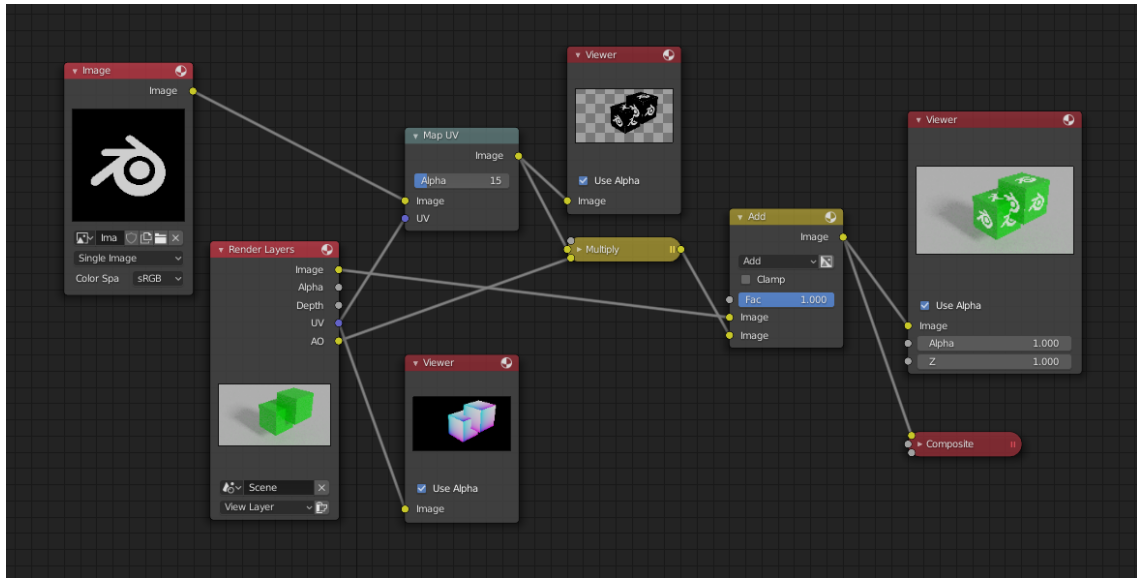 Image
Image
Ima
Single Image
Color Spa sRGB
Render Layers
Image
Alpha
Depth
UV
AO
Scene
View Layer
Map UV
Image
Alpha 15
Image
UV
Viewer
Use Alpha
Image
Viewer
Use Alpha
Image
Multiply
Add
Image
Add
Clamp
Fac 1.000
Image
Image
Viewer
Use Alpha
Image
Alpha 1.000
Z 1.000
Composite